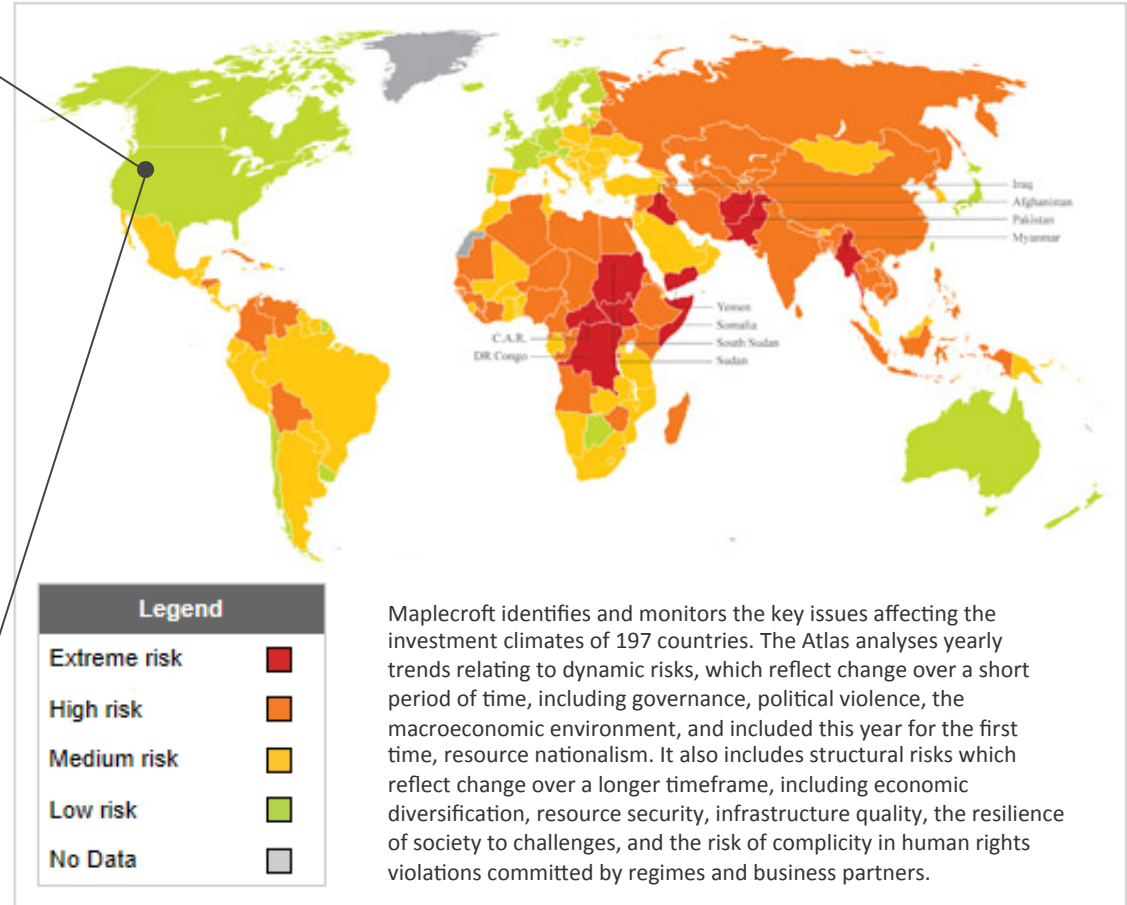 Iraq
Afghanistan
Pakistan
Myanmar
Yemen
Somalia
C.A.R.
South Sudan
DR Congo
Sudan
Legend
Extreme risk
High risk
Medium risk
Low risk
No Data
Maplecroft identifies and monitors the key issues affecting the
investment climates of 197 countries. The Atlas analyses yearly
trends relating to dynamic risks, which reflect change over a short
period of time, including governance, political violence, the
macroeconomic environment, and included this year for the first
time, resource nationalism. It also includes structural risks which
reflect change over a longer timeframe, including economic
diversification, resource security, infrastructure quality, the resilience
of society to challenges, and the risk of complicity in human rights
violations committed by regimes and business partners.